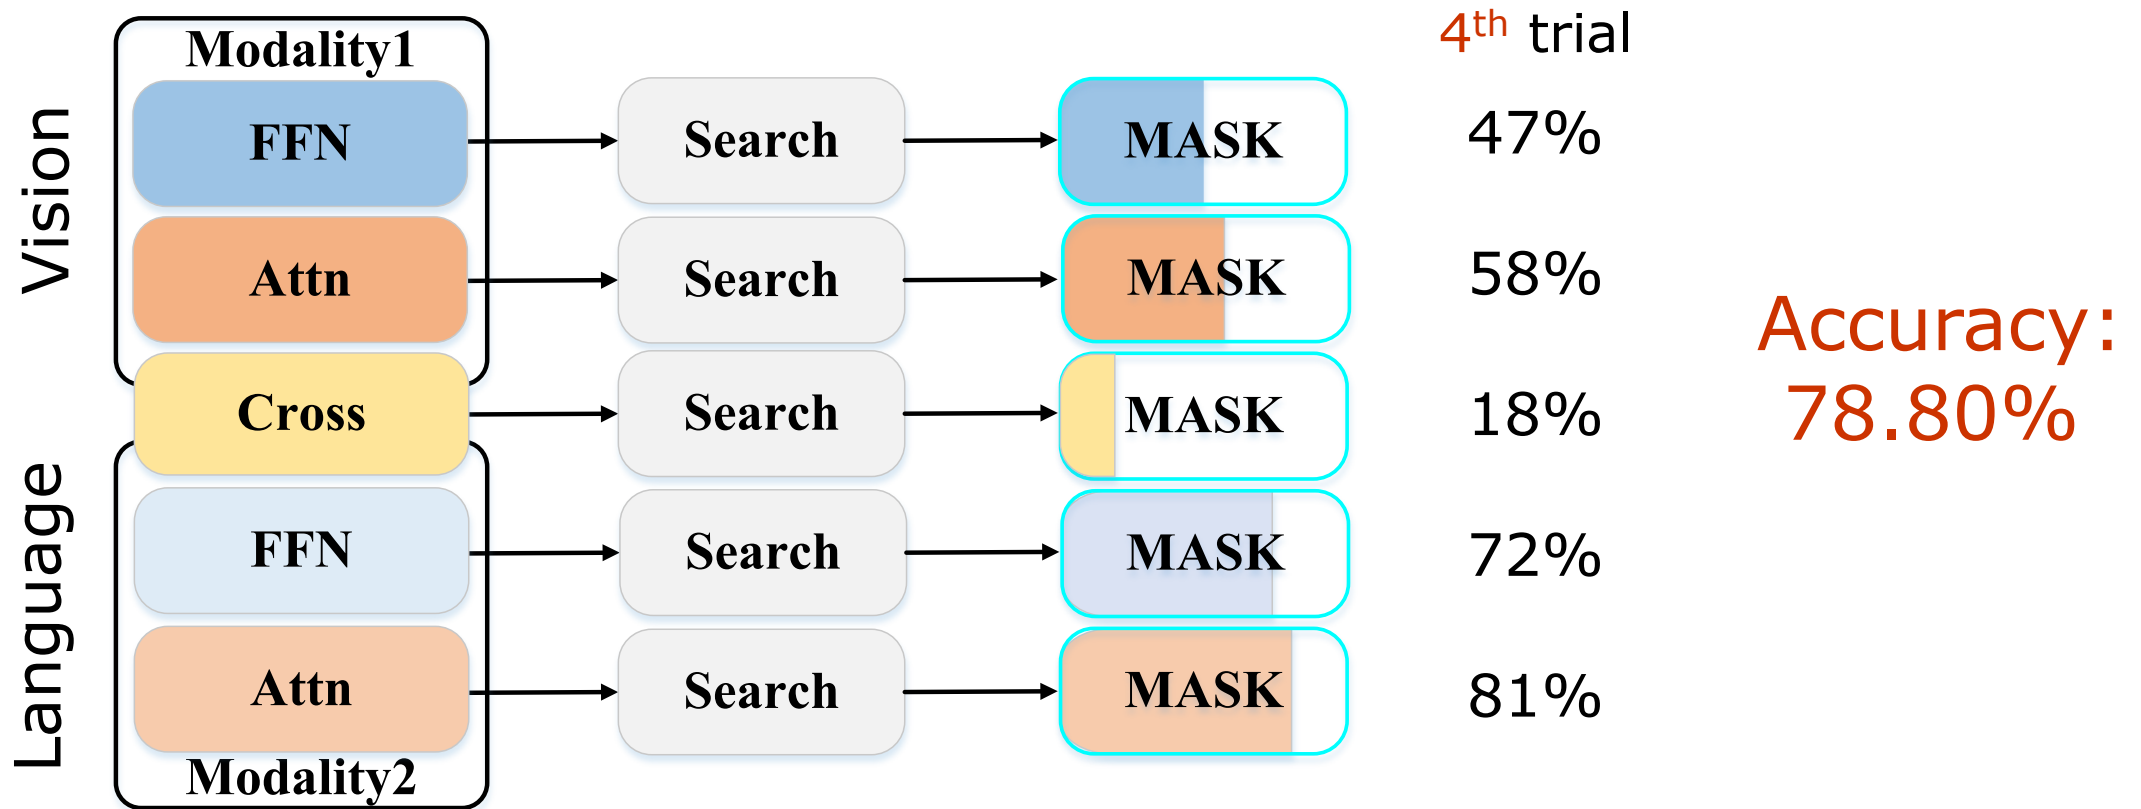 4th trial
Modality1
Vision
FFN Search MASK 47%
Attn Search MASK 58%
Cross Search MASK 18%
Accuracy:
78.80%
Language
FFN Search MASK 72%
Attn Search MASK 81%
Modality2